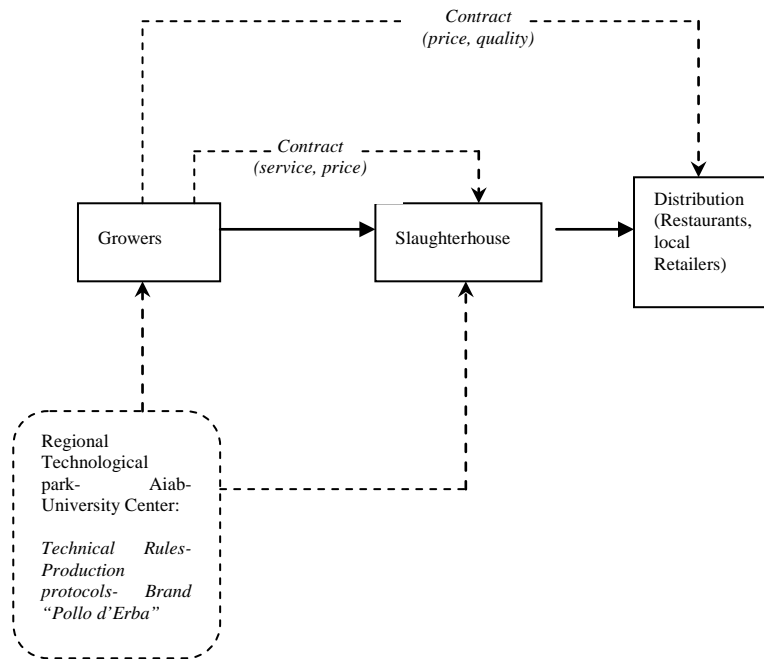 Contract
(price, quality)
Contract
(service, price)
Growers
Slaughterhouse
Distribution
(Restaurants,
local
Retailers)
Regional
Technological
park- Aiab-
University Center:
Technical Rules-
Production
protocols- Brand
“Pollo d’Erba”